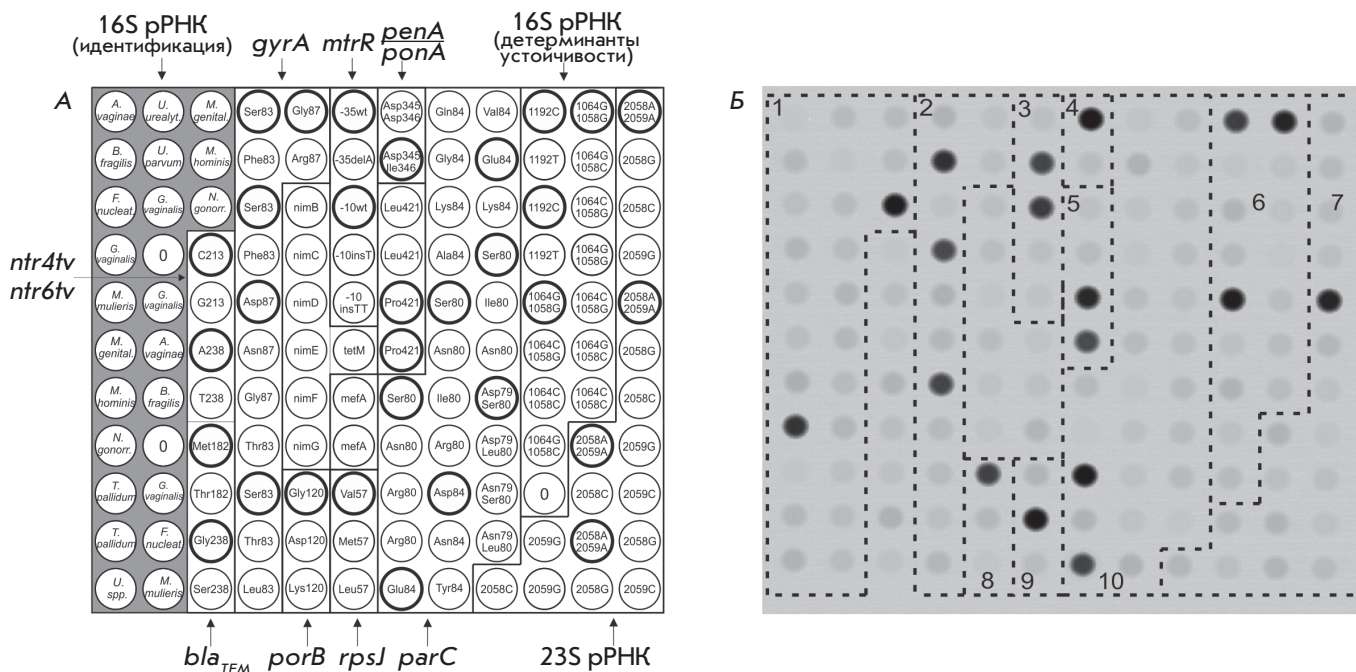 16S рРНК
(идентификация)
gyrA
mtrR
penA
ponA
16S рРНК
(детерминанты
устойчивости)
А
A. vaginae U. urealyt. M. genital. Ser83 Gly87 -35wt Asp345 Asp346 Gln84 Val84 1192C 1064G 1058G 2058A 2059A
B. fragilis U. parvum M. hominis Phe83 Arg87 -35delA Asp345 Ile346 Gly84 Glu84 1192T 1064G 1058C 2058G
F. nucleat. G. vaginalis N. gonorr. Ser83 nimB -10wt Leu421 Lys84 Lys84 1192C 1064C 1058G 2058C
G. vaginalis 0 C213 Phe83 nimC -10insT Leu421 Ala84 Ser80 1192T 1064G 1058G 2059G
M. mulieris G. vaginalis G213 Asp87 nimD -10 insTT Pro421 Ser80 Ile80 1064G 1058G 1064C 1058G 2058A 2059A
M. genital. A. vaginae A238 Asn87 nimE tetM Pro421 Asn80 Asn80 1064C 1058G 1064G 1058C 2058G
M. hominis B. fragilis T238 Gly87 nimF mefA Ser80 Ile80 Asp79 Ser80 1064C 1058C 1064C 1058C 2058C
N. gonorr. 0 Met182 Thr83 nimG mefA Asn80 Arg80 Asp79 Leu80 1064G 1058C 2058A 2059A 2059G
T. pallidum G. vaginalis Thr182 Ser83 Gly120 Val57 Arg80 Asp84 Asn79 Ser80 0 2058C 2059C
T. pallidum F. nucleat. Gly238 Thr83 Asp120 Met57 Arg80 Asn84 Asn79 Leu80 2059G 2058A 2059A 2058G
U. spp. M. mulieris Ser238 Leu83 Lys120 Leu57 Glu84 Tyr84 2058C 2059G 2058G 2059C
ntr4tv
ntr6tv
blaTEM
porB
rpsJ
parC
23S рРНК
Б
1 2 3 4
5
6 7
8 9 10